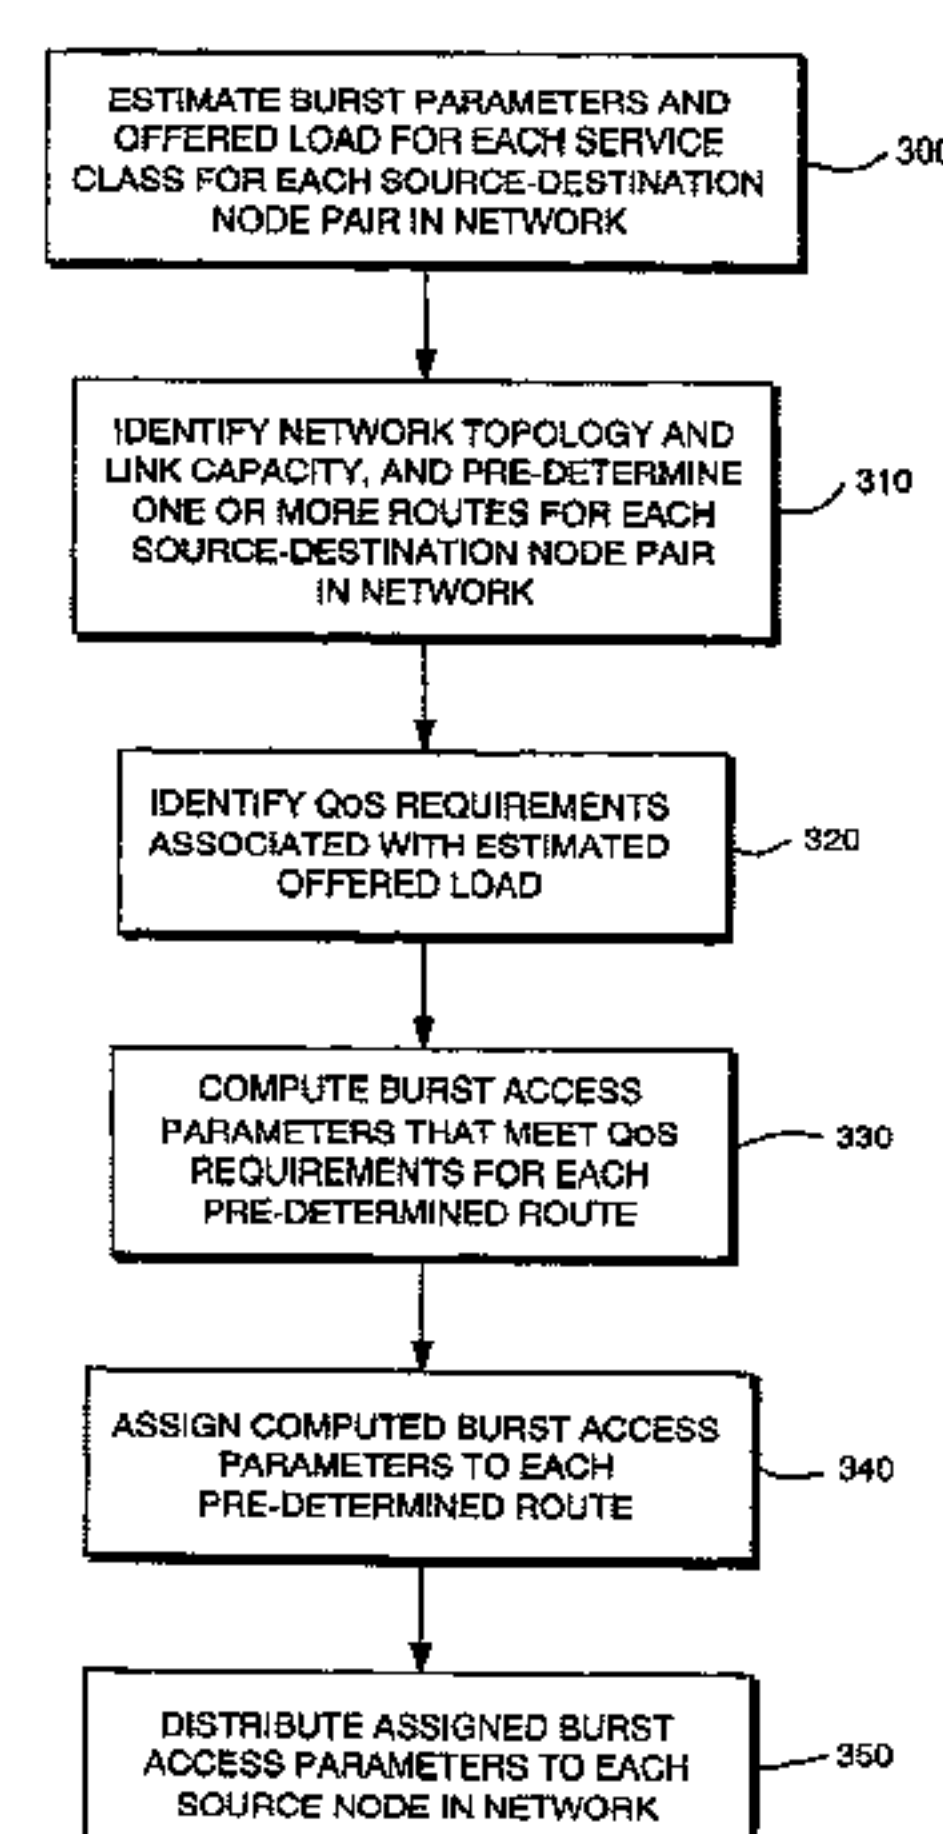 ESTIMATE BURST PARAMETERS AND
OFFERED LOAD FOR EACH SERVICE
CLASS FOR EACH SOURCE-DESTINATION
NODE PAIR IN NETWORK
300
IDENTIFY NETWORK TOPOLOGY AND
LINK CAPACITY, AND PRE-DETERMINE
ONE OR MORE ROUTES FOR EACH
SOURCE-DESTINATION NODE PAIR
IN NETWORK
310
IDENTIFY QoS REQUIREMENTS
ASSOCIATED WITH ESTIMATED
OFFERED LOAD
320
COMPUTE BURST ACCESS
PARAMETERS THAT MEET QoS
REQUIREMENTS FOR EACH
PRE-DETERMINED ROUTE
330
ASSIGN COMPUTED BURST ACCESS
PARAMETERS TO EACH
PRE-DETERMINED ROUTE
340
DISTRIBUTE ASSIGNED BURST
ACCESS PARAMETERS TO EACH
SOURCE NODE IN NETWORK
350